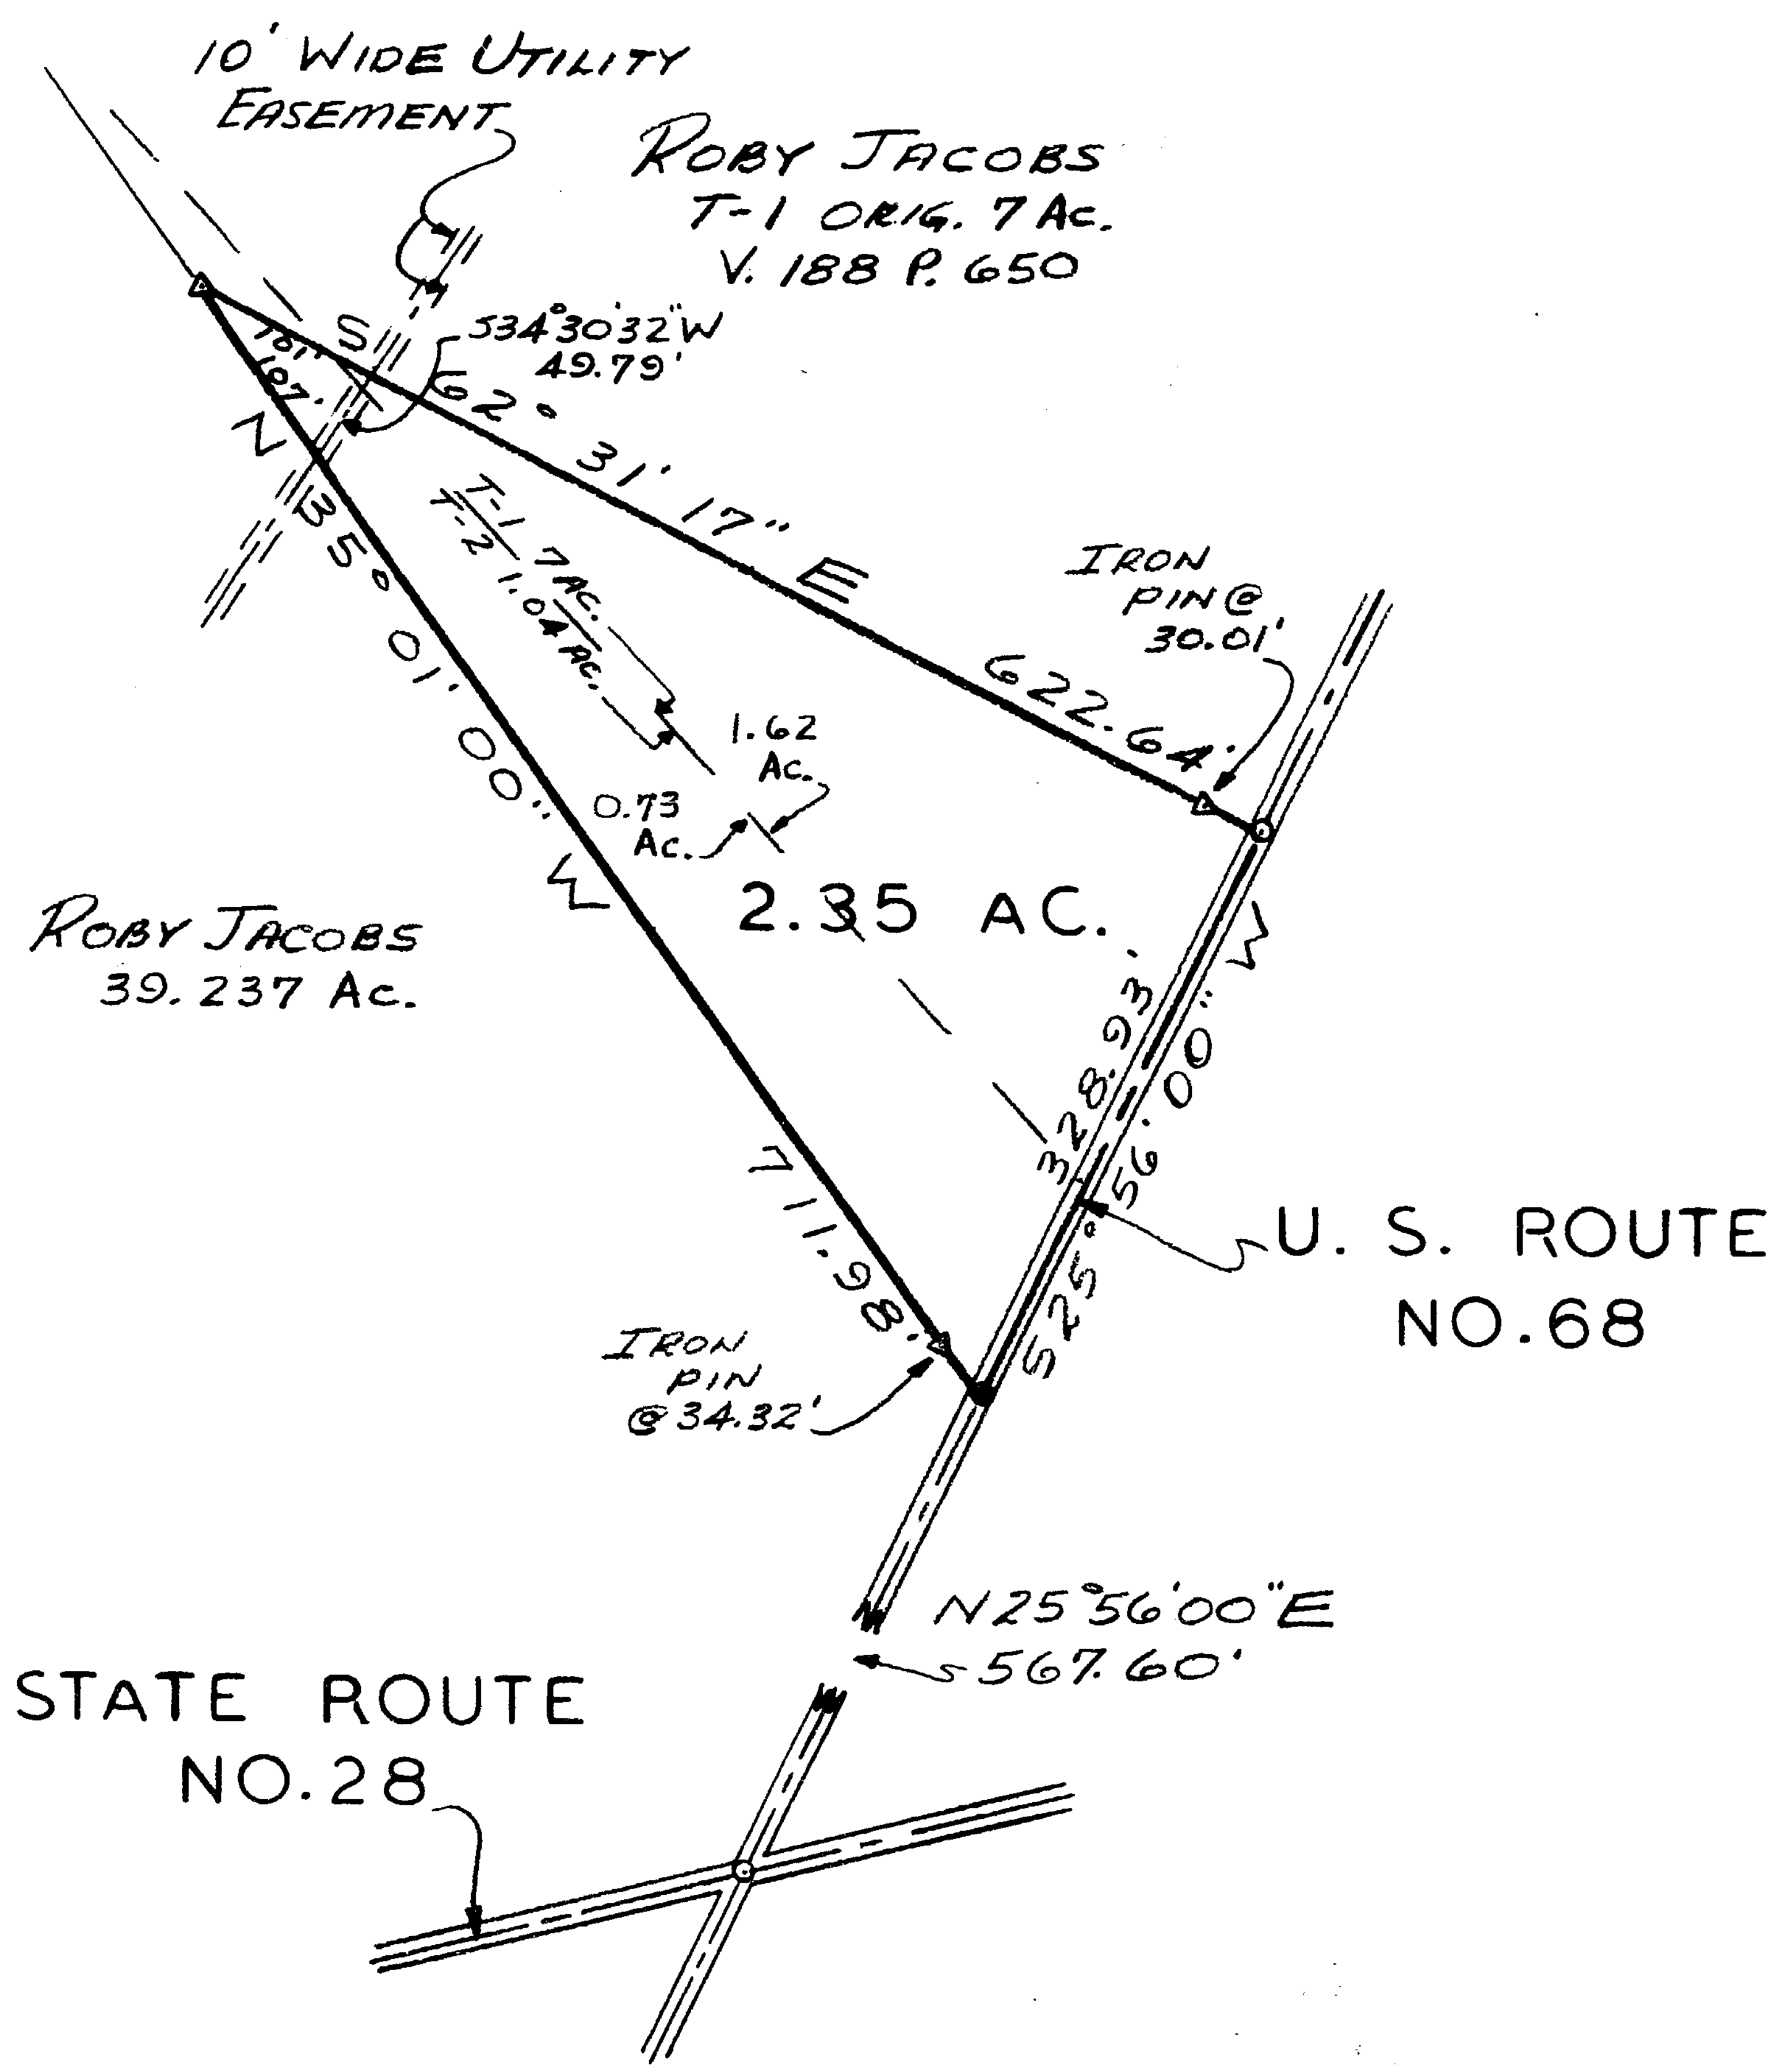 10' WIDE UTILITY
EASEMENT
ROBY JACOBS
T-1 ORIG. 7 AC.
V. 188 P. 650
S34°30'32"W
49.79'
S 62° 31' 17" E
622.64'
IRON
PIN @
30.01'
T-1 7 AC.
T-2 1.04 AC.
1.62
AC.
0.73
AC.
2.35 AC.
N 35° 01' 00" W
711.98'
ROBY JACOBS
39.237 AC.
328.93'
S 25° 56' 00" W
U. S. ROUTE
NO. 68
IRON
PIN
@ 34.32'
N25°56'00"E
567.60'
STATE ROUTE
NO. 28